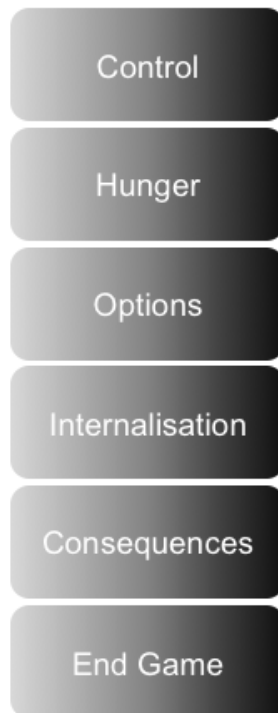 Control
Hunger
Options
Internalisation
Consequences
End Game